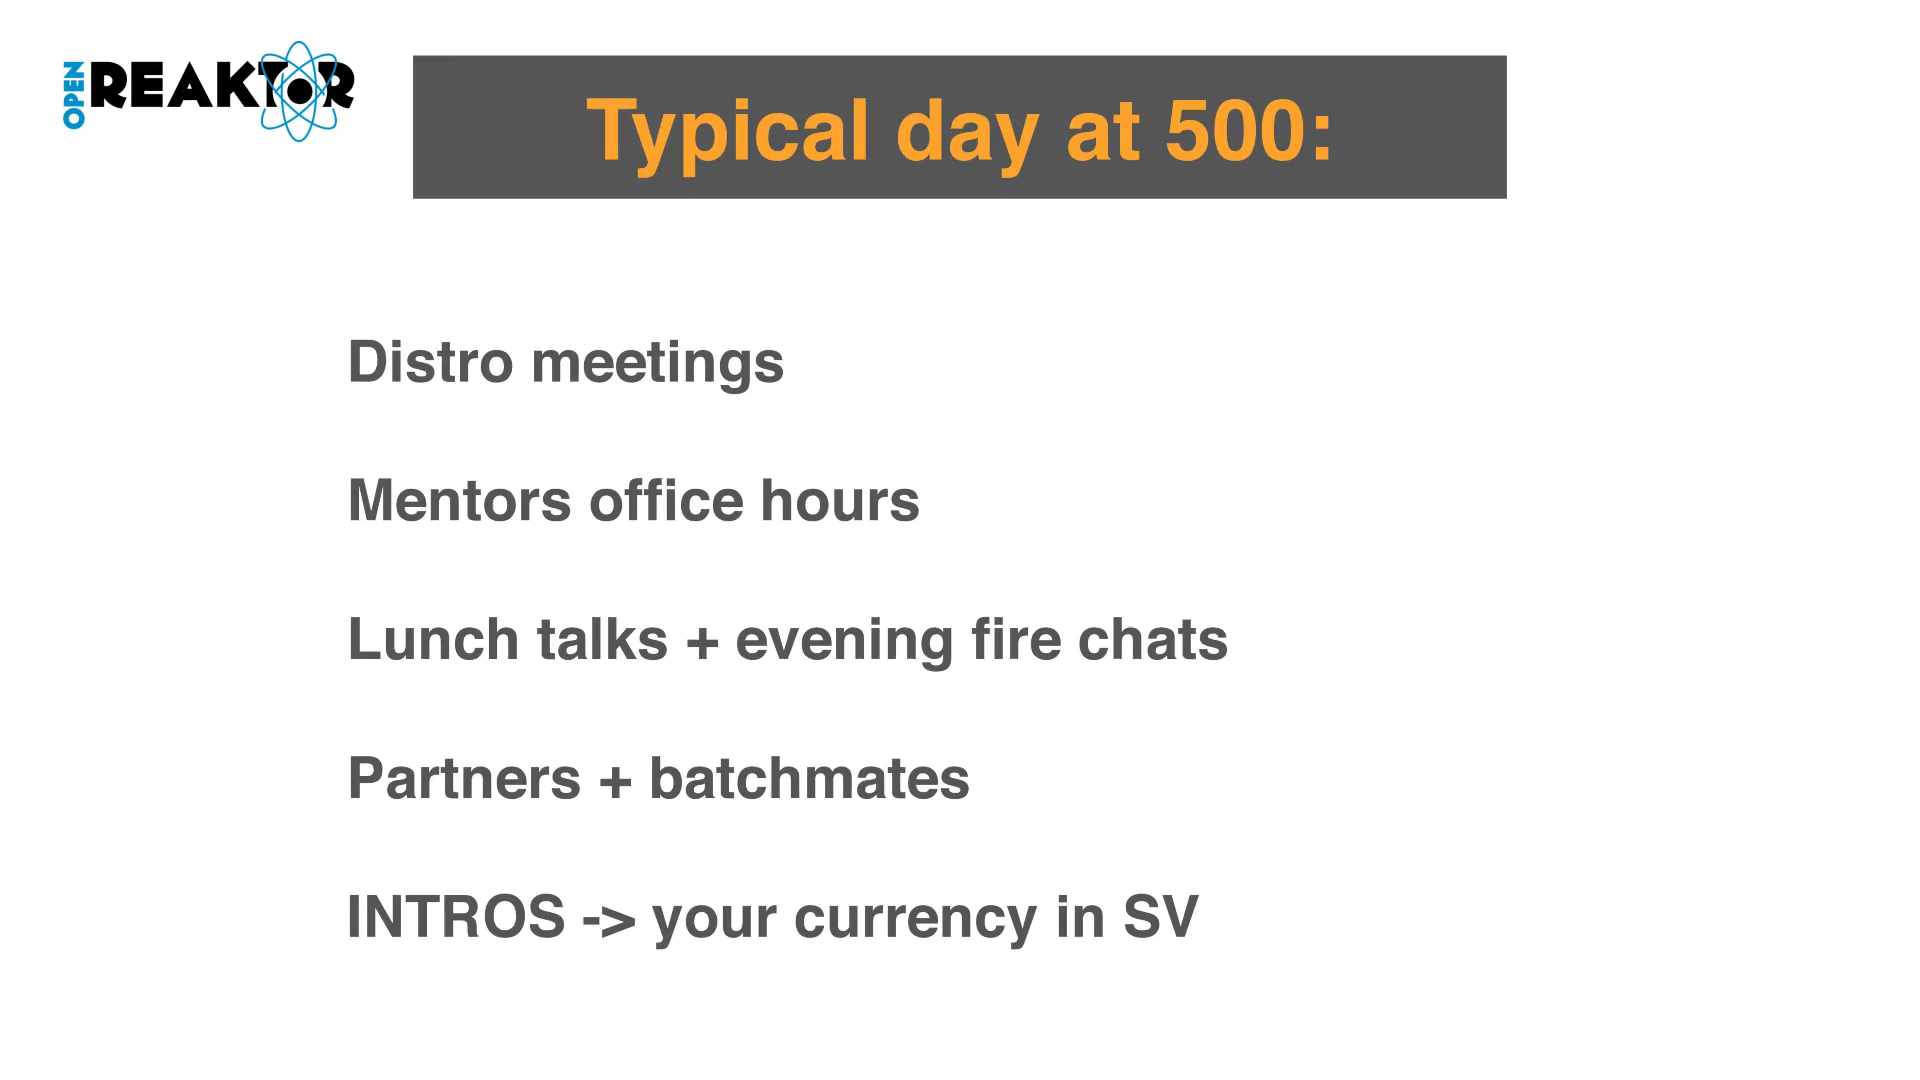 OPEN REAKTOR
Typical day at 500:
Distro meetings
Mentors office hours
Lunch talks + evening fire chats
Partners + batchmates
INTROS -> your currency in SV